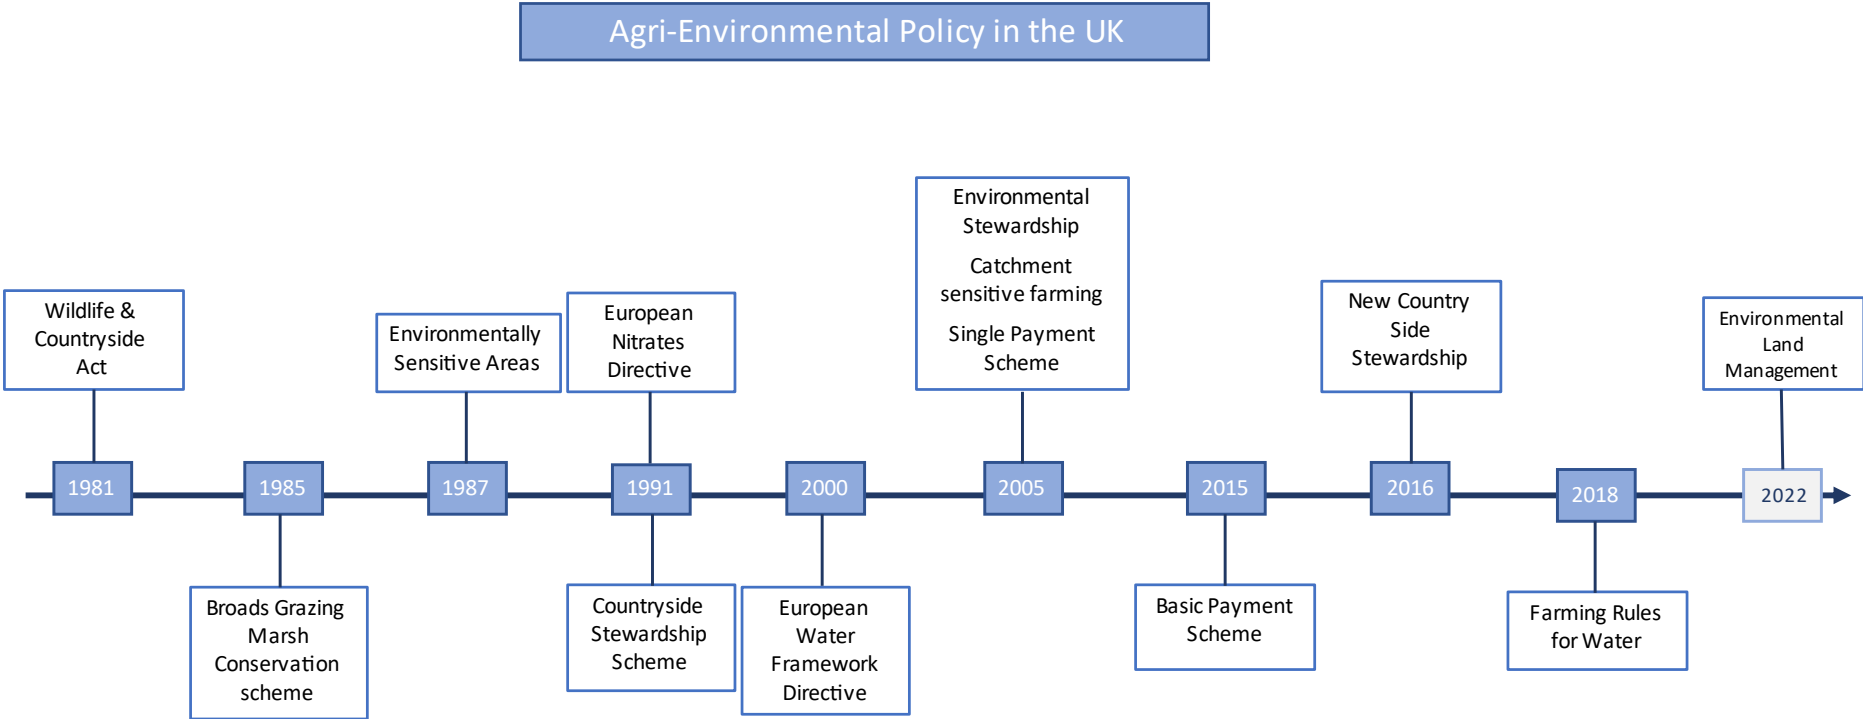 Agri-Environmental Policy in the UK
Environmental
Stewardship
Catchment
sensitive farming
Single Payment
Scheme
Wildlife &
Countryside
Act
Environmentally
Sensitive Areas
European
Nitrates
Directive
New Country
Side
Stewardship
Environmental
Land
Management
1981
1985
1987
1991
2000
2005
2015
2016
2018
2022
Broads Grazing
Marsh
Conservation
scheme
Countryside
Stewardship
Scheme
European
Water
Framework
Directive
Basic Payment
Scheme
Farming Rules
for Water